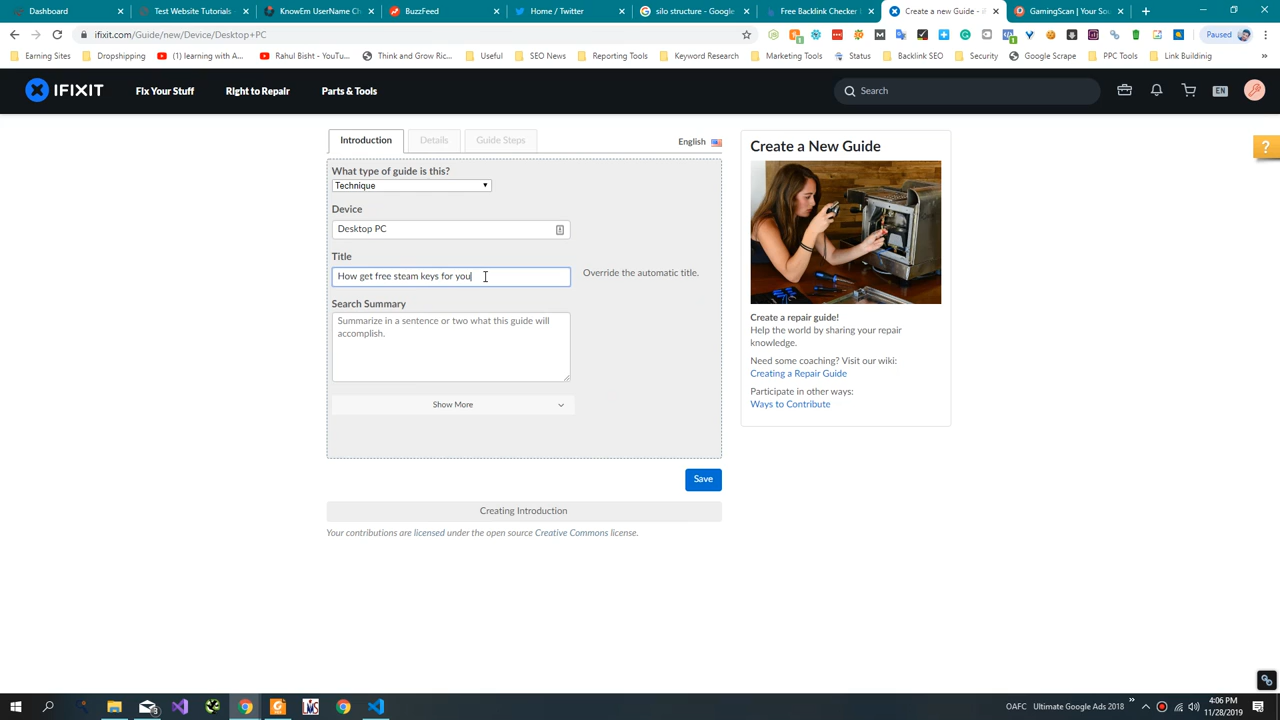 Dashboard
Test Website Tutorials
KnowEm UserName Ch
BuzzFeed
Home / Twitter
silo structure - Google
Free Backlink Checker
Create a new Guide - i
GamingScan | Your Sou
ifixit.com/Guide/new/Device/Desktop+PC
Paused
Earning Sites
Dropshipping
(1) learning with A...
Rahul Bisht - YouTu...
Think and Grow Ric...
Useful
SEO News
Reporting Tools
Keyword Research
Marketing Tools
Status
Backlink SEO
Security
Google Scrape
PPC Tools
Link Buildinig
»
IFIXIT
Fix Your Stuff
Right to Repair
Parts & Tools
Search
EN
Introduction
Details
Guide Steps
English
What type of guide is this?
Technique
Device
Desktop PC
Title
How get free steam keys for you
Override the automatic title.
Search Summary
Summarize in a sentence or two what this guide will
accomplish.
Show More
Save
Creating Introduction
Your contributions are licensed under the open source Creative Commons license.
Create a New Guide
Create a repair guide!
Help the world by sharing your repair
knowledge.
Need some coaching? Visit our wiki:
Creating a Repair Guide
Participate in other ways:
Ways to Contribute
?
OAFC
Ultimate Google Ads 2018
»
4:06 PM
11/28/2019